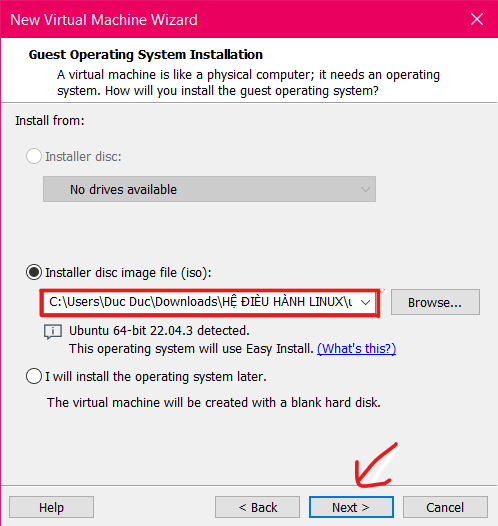 New Virtual Machine Wizard
Guest Operating System Installation
A virtual machine is like a physical computer; it needs an operating
system. How will you install the guest operating system?
Install from:
Installer disc:
No drives available
Installer disc image file (iso):
C:\Users\Duc Duc\Downloads\HỆ ĐIỀU HÀNH LINUX\u
Browse...
Ubuntu 64-bit 22.04.3 detected.
This operating system will use Easy Install. (What's this?)
I will install the operating system later.
The virtual machine will be created with a blank hard disk.
Help
< Back
Next >
Cancel